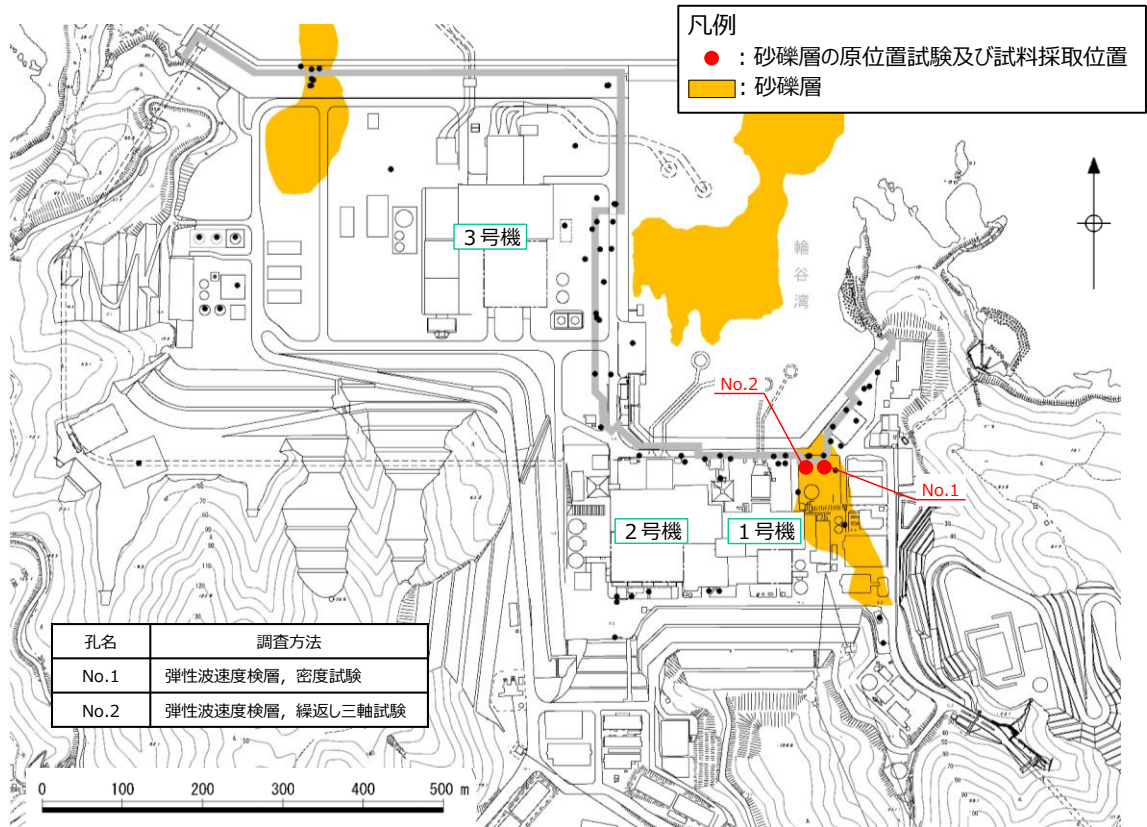 凡例
：砂礫層の原位置試験及び試料採取位置
：砂礫層
３号機
輪谷湾
No.2
No.1
２号機
１号機
孔名 調査方法
No.1 弾性波速度検層，密度試験
No.2 弾性波速度検層，繰返し三軸試験
0 100 200 300 400 500 m